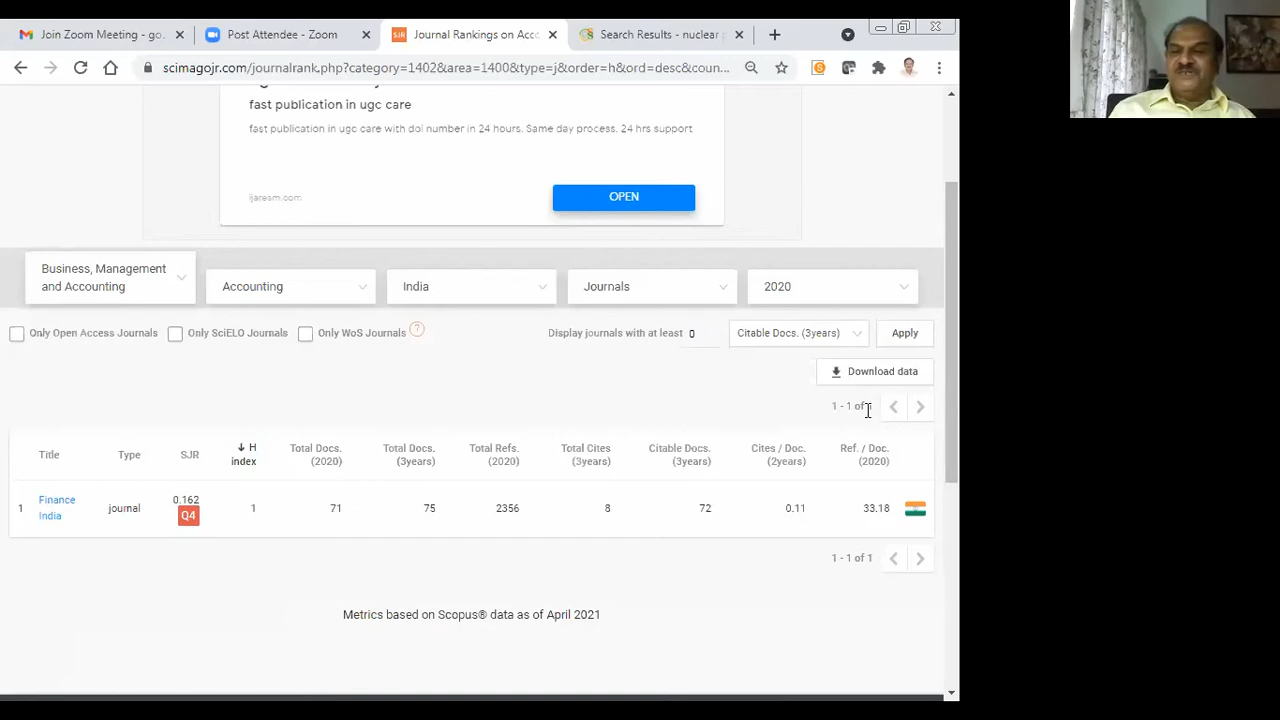 Join Zoom Meeting - go. Post Attendee - Zoom SJR Journal Rankings on Acc Search Results - nuclear p
scimagojr.com/journalrank.php?category=1402&area=1400&type=j&order=h&ord=desc&coun...
fast publication in ugc care
fast publication in ugc care with doi number in 24 hours. Same day process. 24 hrs support
ijaresm.com OPEN
Business, Management and Accounting
Accounting
India
Journals
2020
Only Open Access Journals Only SciELO Journals Only WoS Journals ? Display journals with at least 0 Citable Docs. (3years) Apply
Download data
1 - 1 of
Title Type SJR H index Total Docs. (2020) Total Docs. (3years) Total Refs. (2020) Total Cites (3years) Citable Docs. (3years) Cites / Doc. (2years) Ref. / Doc. (2020)
1 Finance India journal 0.162 Q4 1 71 75 2356 8 72 0.11 33.18
1 - 1 of 1
Metrics based on Scopus® data as of April 2021